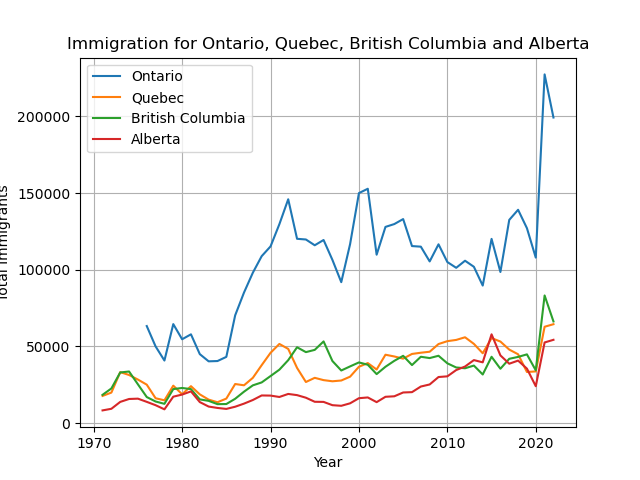 Immigration for Ontario, Quebec, British Columbia and Alberta
Ontario
Quebec
British Columbia
Alberta
200000
150000
100000
50000
0
Total Immigrants
1970 1980 1990 2000 2010 2020
Year